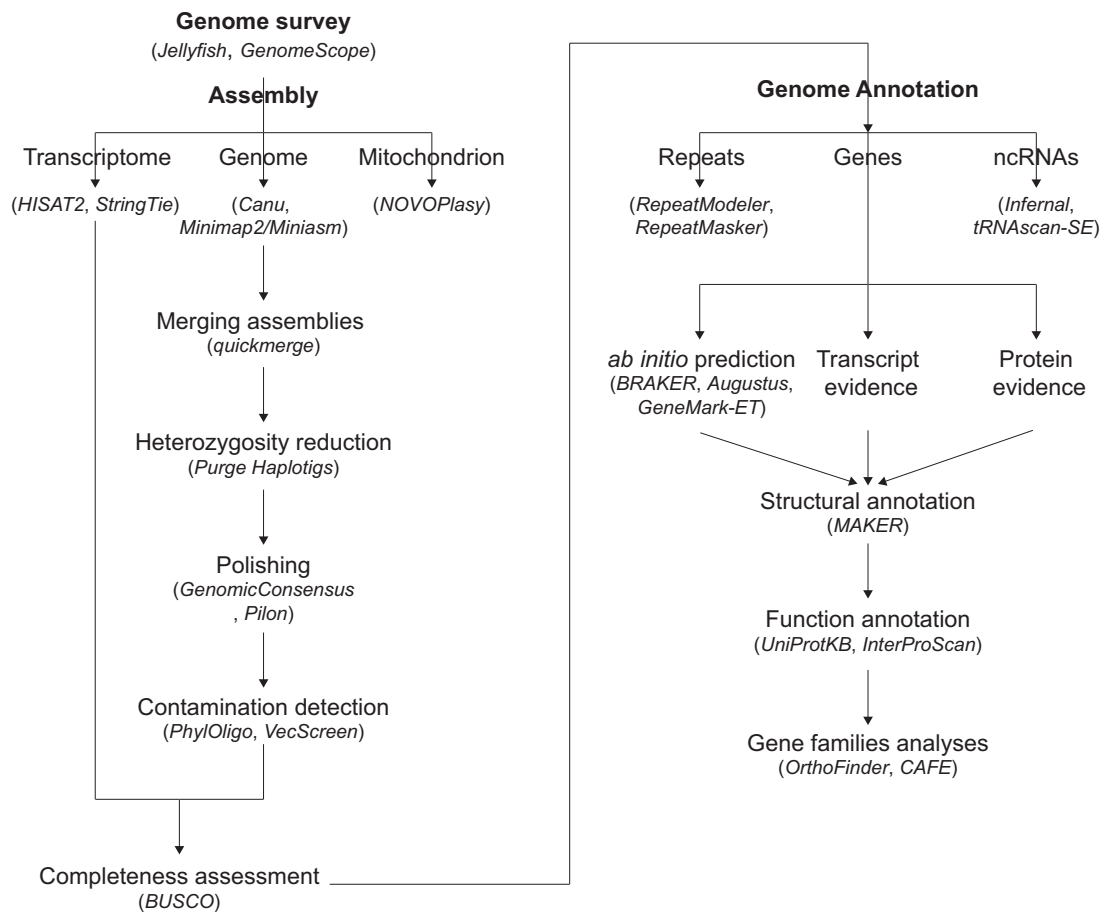 Genome survey
(Jellyfish, GenomeScope)
Assembly
Transcriptome
Genome
Mitochondrion
(HISAT2, StringTie)
(Canu,
Minimap2/Miniasm)
(NOVOPlasy)
Merging assemblies
(quickmerge)
Heterozygosity reduction
(Purge Haplotigs)
Polishing
(GenomicConsensus
, Pilon)
Contamination detection
(PhylOligo, VecScreen)
Completeness assessment
(BUSCO)
Genome Annotation
Repeats
Genes
ncRNAs
(RepeatModeler,
RepeatMasker)
(Infernal,
tRNAscan-SE)
ab initio prediction
(BRAKER, Augustus,
GeneMark-ET)
Transcript
evidence
Protein
evidence
Structural annotation
(MAKER)
Function annotation
(UniProtKB, InterProScan)
Gene families analyses
(OrthoFinder, CAFE)